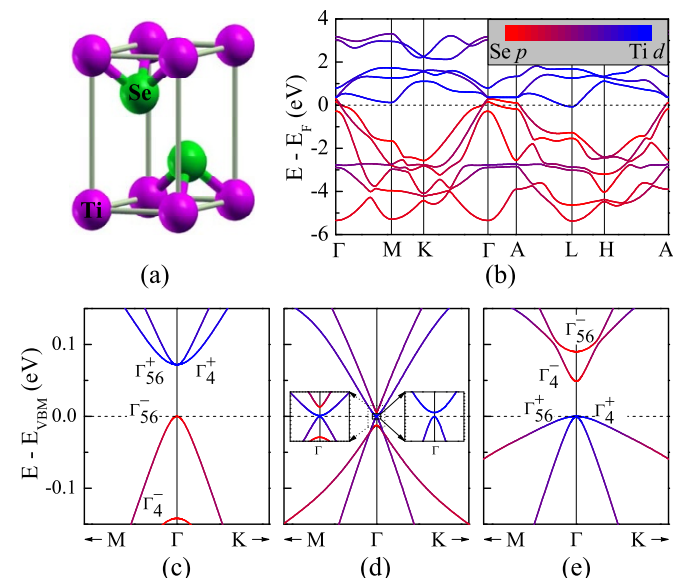 Se
Ti
(a)
4
2
0
-2
-4
-6
E - E_F (eV)
Se p Ti d
Γ M K Γ A L H A
(b)
0.1
0.0
-0.1
E - E_VBM (eV)
Γ56+ Γ4+
Γ56−
Γ4−
← M Γ K →
(c)
Γ Γ
← M Γ K →
(d)
Γ56−
Γ4−
Γ56+ Γ4+
← M Γ K →
(e)